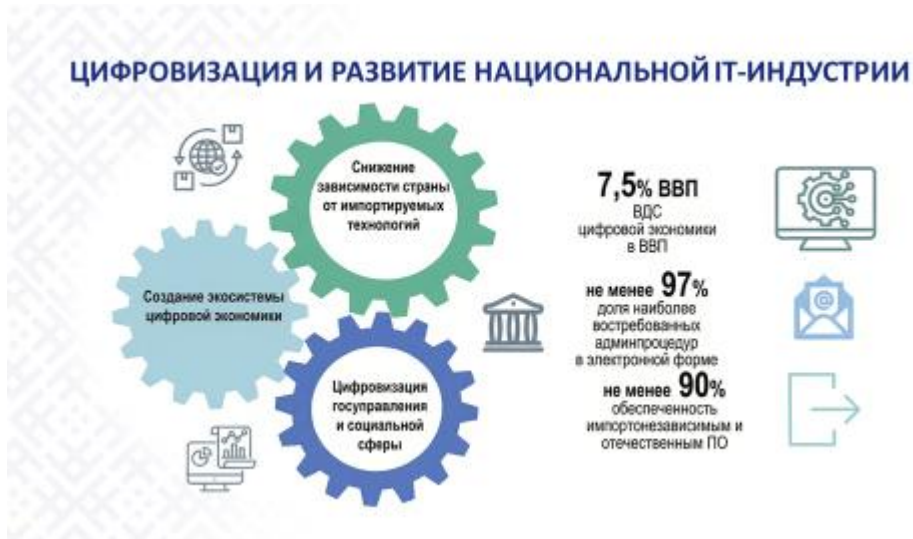 ЦИФРОВИЗАЦИЯ И РАЗВИТИЕ НАЦИОНАЛЬНОЙ IT-ИНДУСТРИИ
Снижение
зависимости страны
от импортируемых
технологий
Создание экосистемы
цифровой экономики
Цифровизация
госуправления
и социальной
сферы
7,5% ВВП
ВДС
цифровой экономики
в ВВП
не менее 97%
доля наиболее
востребованных
админпроцедур
в электронной форме
не менее 90%
обеспеченность
импортонезависимым и
отечественным ПО
@